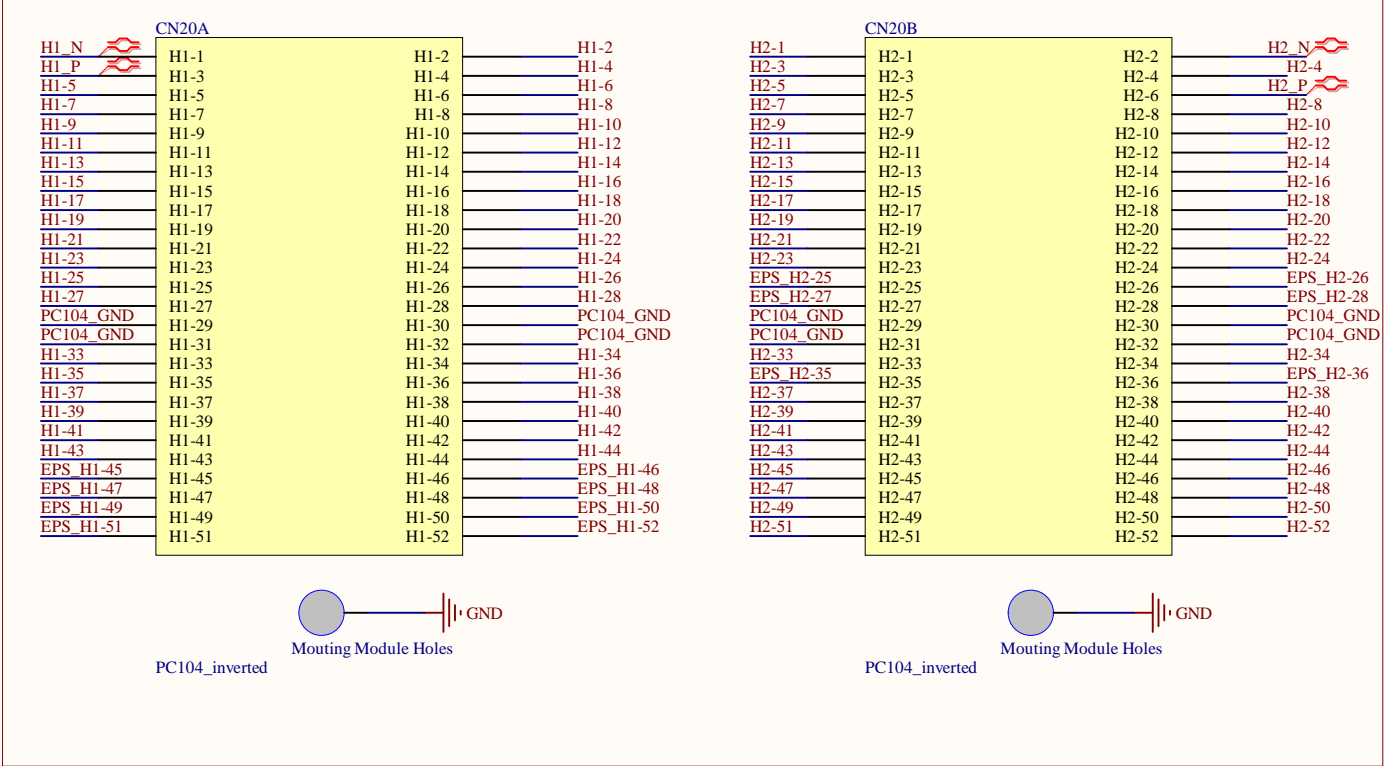 CN20A CN20B
H1_N H1-1 H1-2 H1-2 H2-1 H2-1 H2-2 H2_N
H1_P H1-3 H1-4 H1-4 H2-3 H2-3 H2-4 H2-4
H1-5 H1-5 H1-6 H1-6 H2-5 H2-5 H2-6 H2_P
H1-7 H1-7 H1-8 H1-8 H2-7 H2-7 H2-8 H2-8
H1-9 H1-9 H1-10 H1-10 H2-9 H2-9 H2-10 H2-10
H1-11 H1-11 H1-12 H1-12 H2-11 H2-11 H2-12 H2-12
H1-13 H1-13 H1-14 H1-14 H2-13 H2-13 H2-14 H2-14
H1-15 H1-15 H1-16 H1-16 H2-15 H2-15 H2-16 H2-16
H1-17 H1-17 H1-18 H1-18 H2-17 H2-17 H2-18 H2-18
H1-19 H1-19 H1-20 H1-20 H2-19 H2-19 H2-20 H2-20
H1-21 H1-21 H1-22 H1-22 H2-21 H2-21 H2-22 H2-22
H1-23 H1-23 H1-24 H1-24 H2-23 H2-23 H2-24 H2-24
H1-25 H1-25 H1-26 H1-26 EPS_H2-25 H2-25 H2-26 EPS_H2-26
H1-27 H1-27 H1-28 H1-28 EPS_H2-27 H2-27 H2-28 EPS_H2-28
PC104_GND H1-29 H1-30 PC104_GND PC104_GND H2-29 H2-30 PC104_GND
PC104_GND H1-31 H1-32 PC104_GND PC104_GND H2-31 H2-32 PC104_GND
H1-33 H1-33 H1-34 H1-34 H2-33 H2-33 H2-34 H2-34
H1-35 H1-35 H1-36 H1-36 EPS_H2-35 H2-35 H2-36 EPS_H2-36
H1-37 H1-37 H1-38 H1-38 H2-37 H2-37 H2-38 H2-38
H1-39 H1-39 H1-40 H1-40 H2-39 H2-39 H2-40 H2-40
H1-41 H1-41 H1-42 H1-42 H2-41 H2-41 H2-42 H2-42
H1-43 H1-43 H1-44 H1-44 H2-43 H2-43 H2-44 H2-44
EPS_H1-45 H1-45 H1-46 EPS_H1-46 H2-45 H2-45 H2-46 H2-46
EPS_H1-47 H1-47 H1-48 EPS_H1-48 H2-47 H2-47 H2-48 H2-48
EPS_H1-49 H1-49 H1-50 EPS_H1-50 H2-49 H2-49 H2-50 H2-50
EPS_H1-51 H1-51 H1-52 EPS_H1-52 H2-51 H2-51 H2-52 H2-52
GND GND
Mouting Module Holes Mouting Module Holes
PC104_inverted PC104_inverted